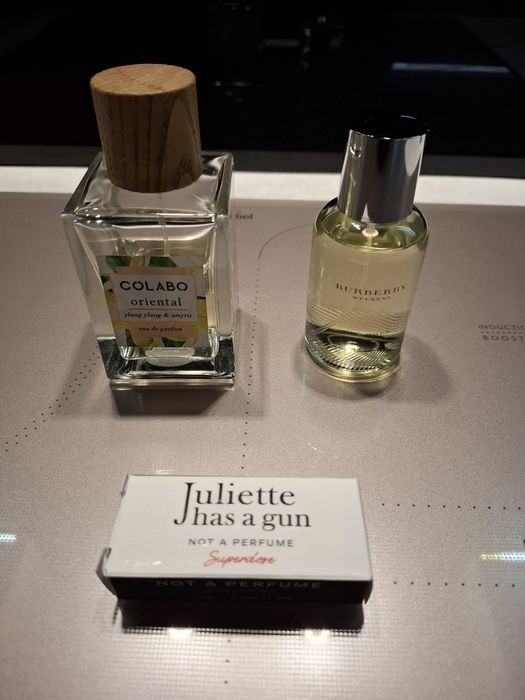 COLABO
oriental
ylang ylang & amyris
eau de parfum
BURBERRY
WEEKEND
INDUCTI
BOOST
Juliette
has a gun
NOT A PERFUME
Superdose
NOT A PERFUME